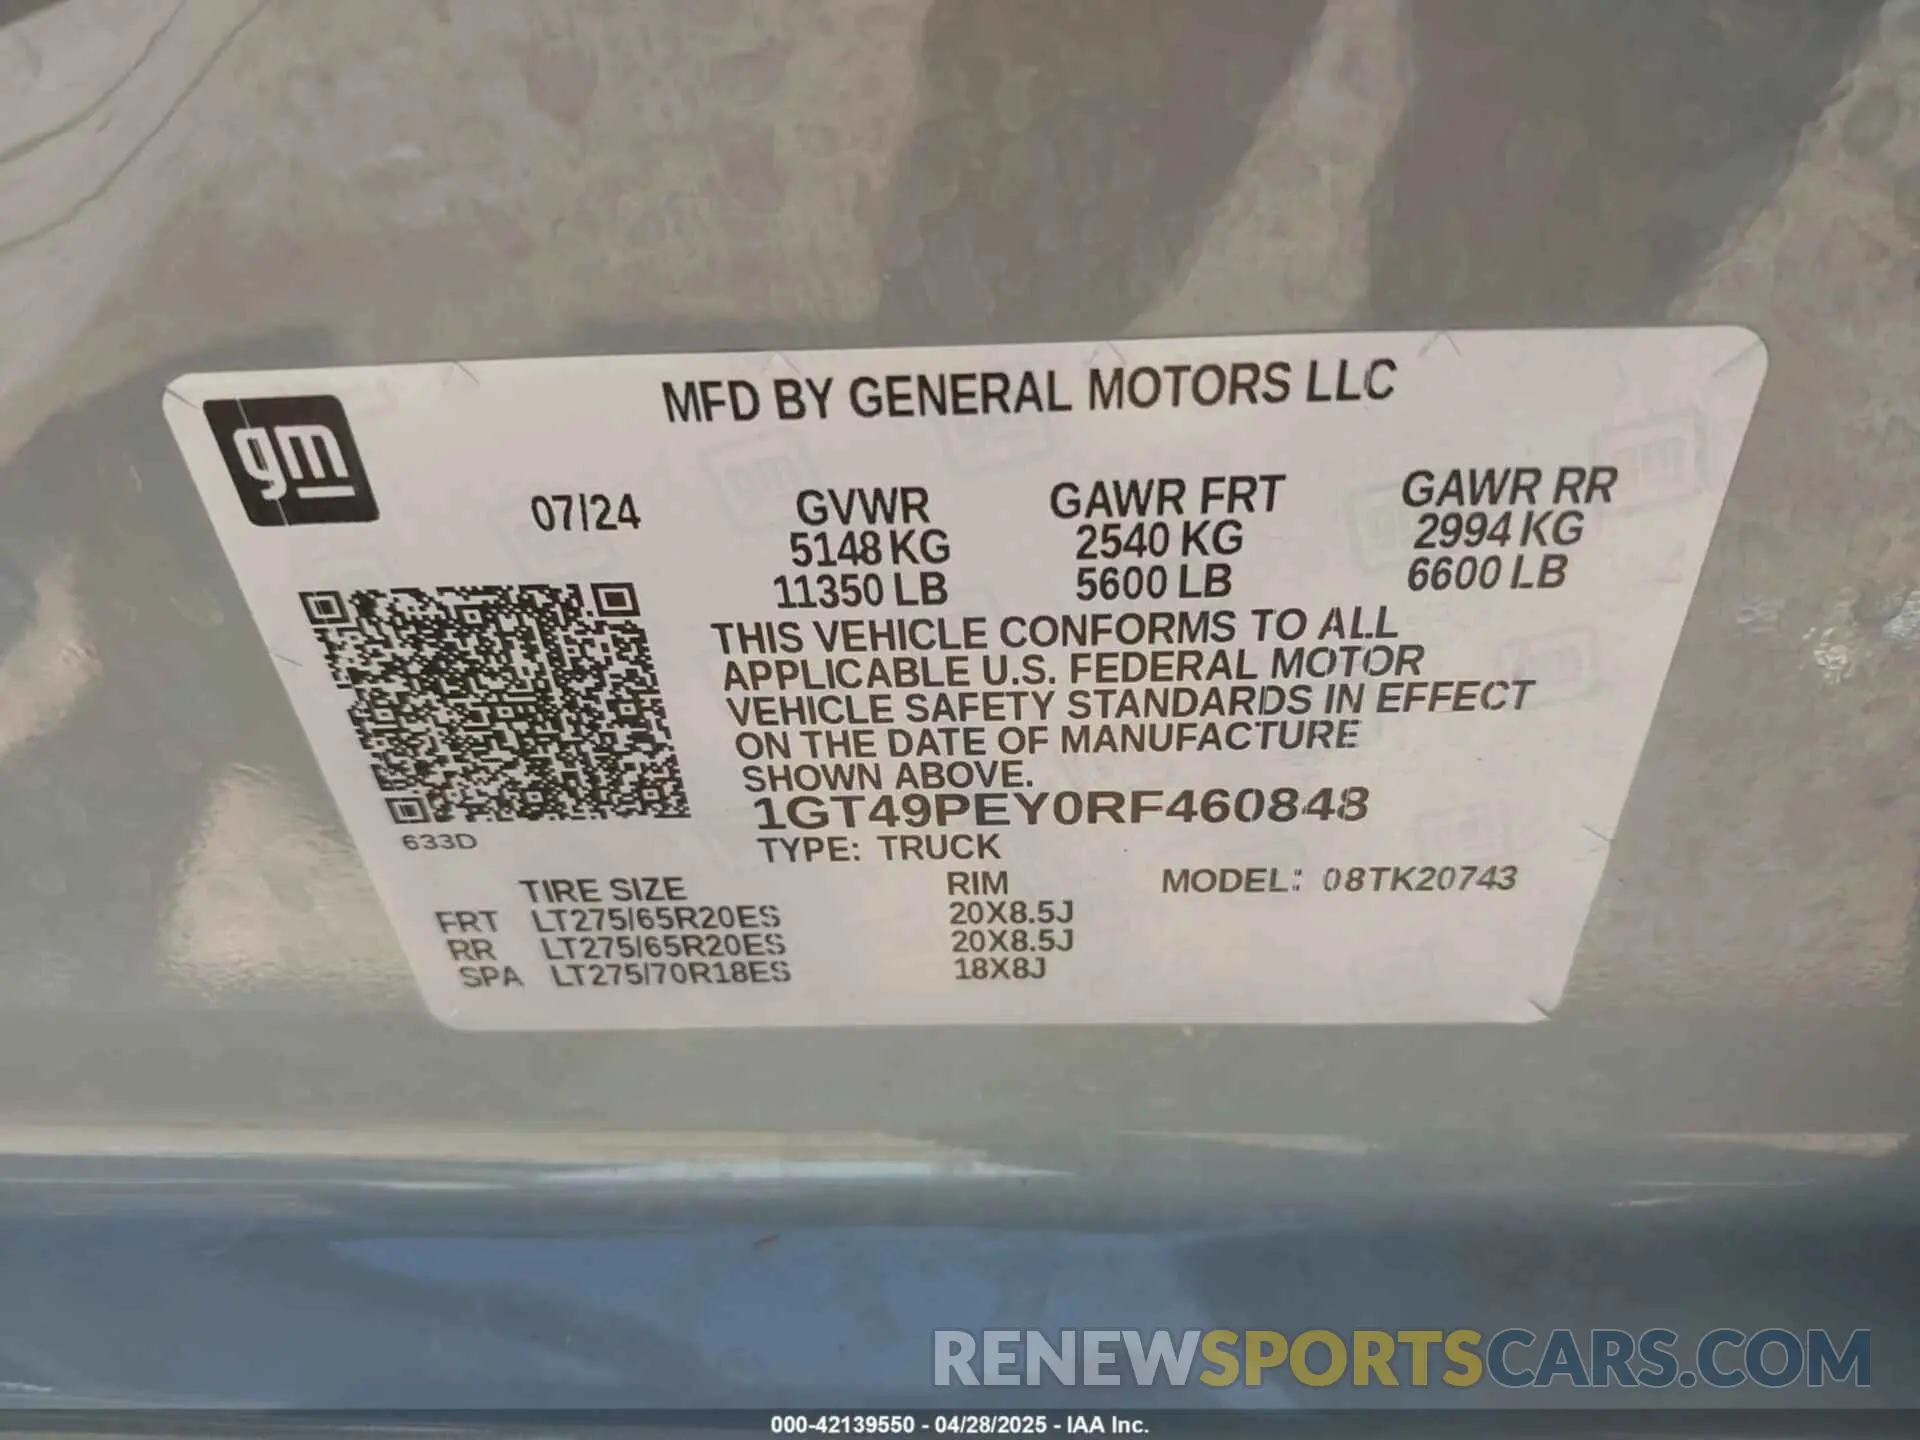 MFD BY GENERAL MOTORS LLC
gm
07/24
GVWR
5148 KG
11350 LB
GAWR FRT
2540 KG
5600 LB
GAWR RR
2994 KG
6600 LB
THIS VEHICLE CONFORMS TO ALL
APPLICABLE U.S. FEDERAL MOTOR
VEHICLE SAFETY STANDARDS IN EFFECT
ON THE DATE OF MANUFACTURE
SHOWN ABOVE.
1GT49PEY0RF460848
633D
TYPE: TRUCK
MODEL: 08TK20743
TIRE SIZE RIM
FRT LT275/65R20ES 20X8.5J
RR LT275/65R20ES 20X8.5J
SPA LT275/70R18ES 18X8J
RENEWSPORTSCARS.COM
000-42139550 - 04/28/2025 - IAA Inc.